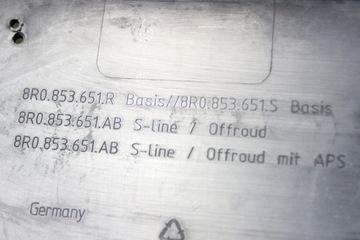 8R0.853.651.R Basis//8R0.853.651.S Basis
8R0.853.651.AB S-line / Offroud
8R0.853.651.AB S-line / Offroud mit APS
Germany